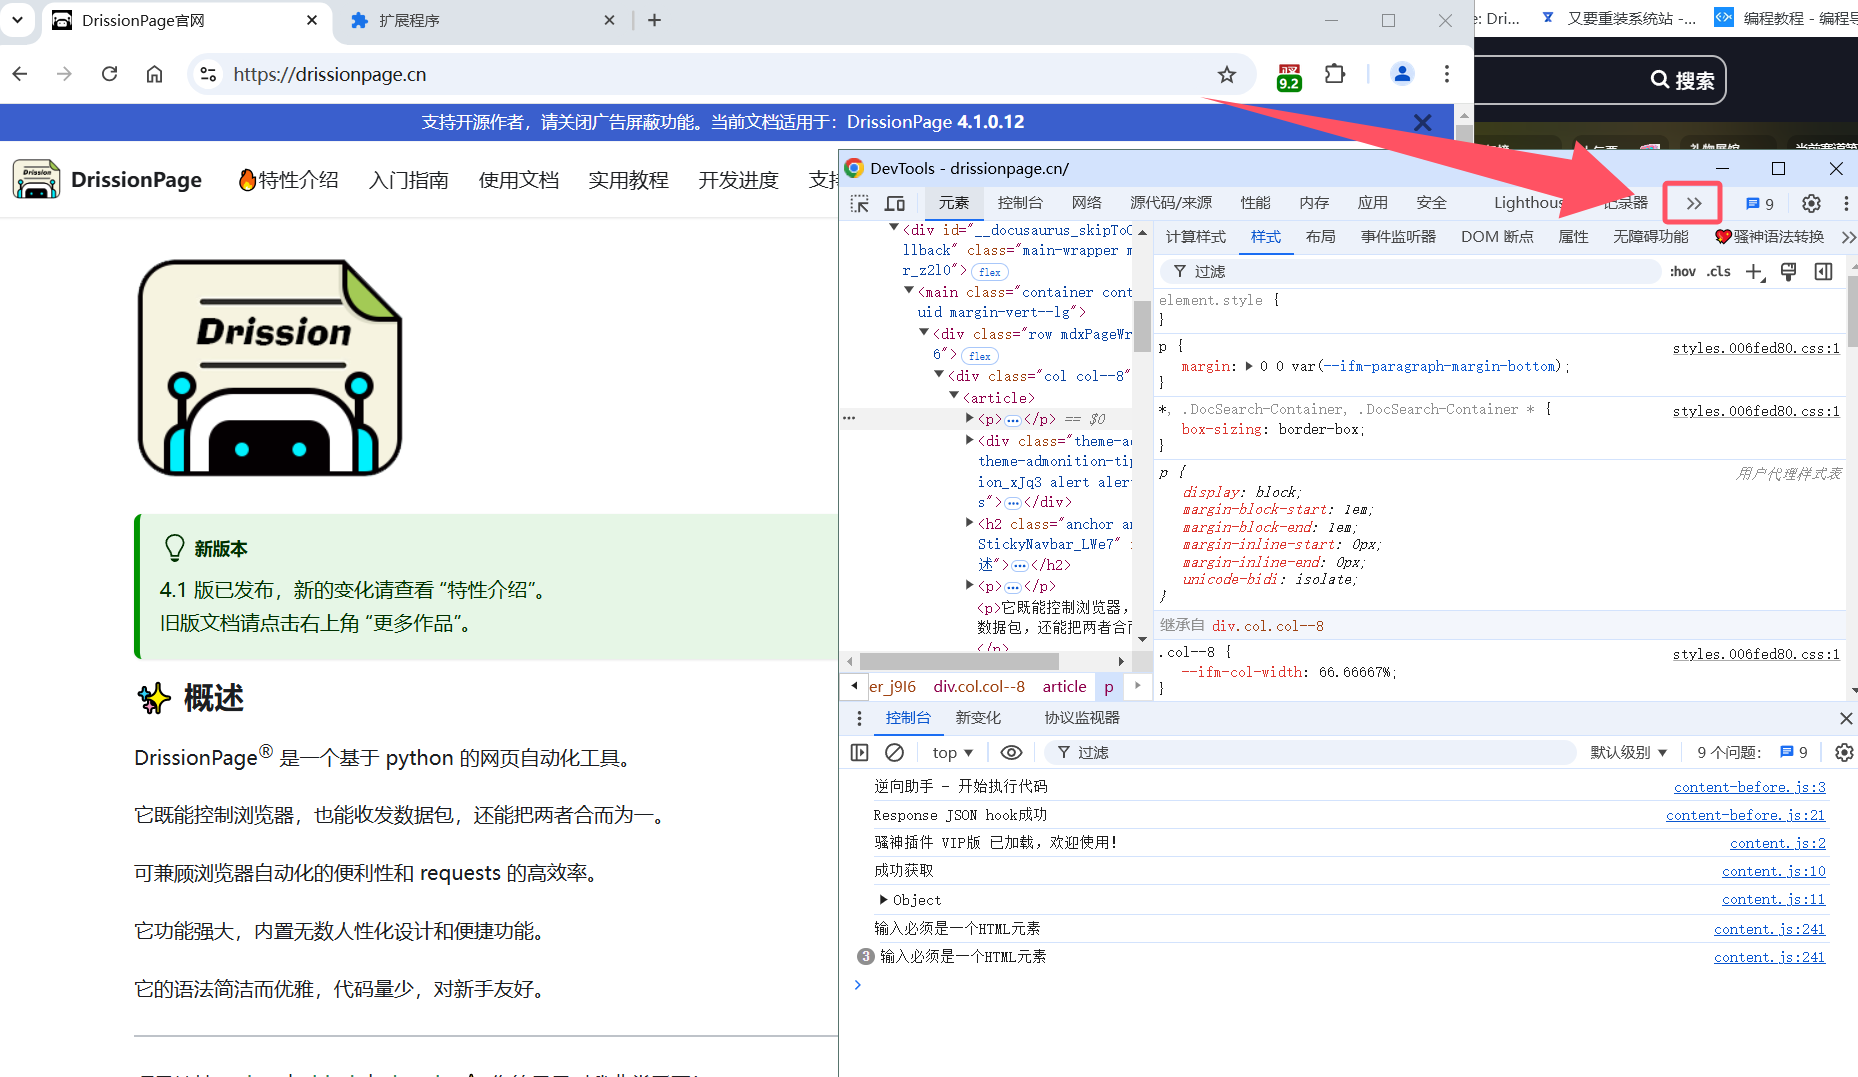 DrissionPage官网
扩展程序
: Dri...
又要重装系统站 -...
编程教程 - 编程导
https://drissionpage.cn
9.2
搜索
支持开源作者，请关闭广告屏蔽功能。当前文档适用于：DrissionPage 4.1.0.12
DrissionPage
🔥特性介绍
入门指南
使用文档
实用教程
开发进度
支持
DevTools - drissionpage.cn/
元素
控制台
网络
源代码/来源
性能
内存
应用
安全
Lighthous
记录器
9
Drission
新版本
4.1 版已发布，新的变化请查看 “特性介绍”。
旧版文档请点击右上角 “更多作品”。
✨ 概述
DrissionPage® 是一个基于 python 的网页自动化工具。
它既能控制浏览器，也能收发数据包，还能把两者合而为一。
可兼顾浏览器自动化的便利性和 requests 的高效率。
它功能强大，内置无数人性化设计和便捷功能。
它的语法简洁而优雅，代码量少，对新手友好。
<div id="__docusaurus_skipToC
llback" class="main-wrapper m
r_z2l0"> flex
<main class="container cont
uid margin-vert--lg">
<div class="row mdxPageWr
6"> flex
<div class="col col--8"
<article>
<p>…</p> == $0
<div class="theme-ad
theme-admonition-tip
ion_xJq3 alert aler
s">…</div>
<h2 class="anchor an
StickyNavbar_LWe7"
述">…</h2>
<p>…</p>
<p>它既能控制浏览器，
数据包，还能把两者合而
</p>
er_j9I6
div.col.col--8
article
p
计算样式
样式
布局
事件监听器
DOM 断点
属性
无障碍功能
骚神语法转换
过滤
:hov
.cls
element.style {
}
p {
styles.006fed80.css:1
margin: ▶ 0 0 var(--ifm-paragraph-margin-bottom);
}
*, .DocSearch-Container, .DocSearch-Container * {
styles.006fed80.css:1
box-sizing: border-box;
}
p {
用户代理样式表
display: block;
margin-block-start: 1em;
margin-block-end: 1em;
margin-inline-start: 0px;
margin-inline-end: 0px;
unicode-bidi: isolate;
}
继承自 div.col.col--8
.col--8 {
styles.006fed80.css:1
--ifm-col-width: 66.66667%;
}
控制台
新变化
协议监视器
top ▼
过滤
默认级别 ▼
9 个问题:
9
逆向助手 - 开始执行代码
content-before.js:3
Response JSON hook成功
content-before.js:21
骚神插件 VIP版 已加载，欢迎使用!
content.js:2
成功获取
content.js:10
▶ Object
content.js:11
输入必须是一个HTML元素
content.js:241
3 输入必须是一个HTML元素
content.js:241